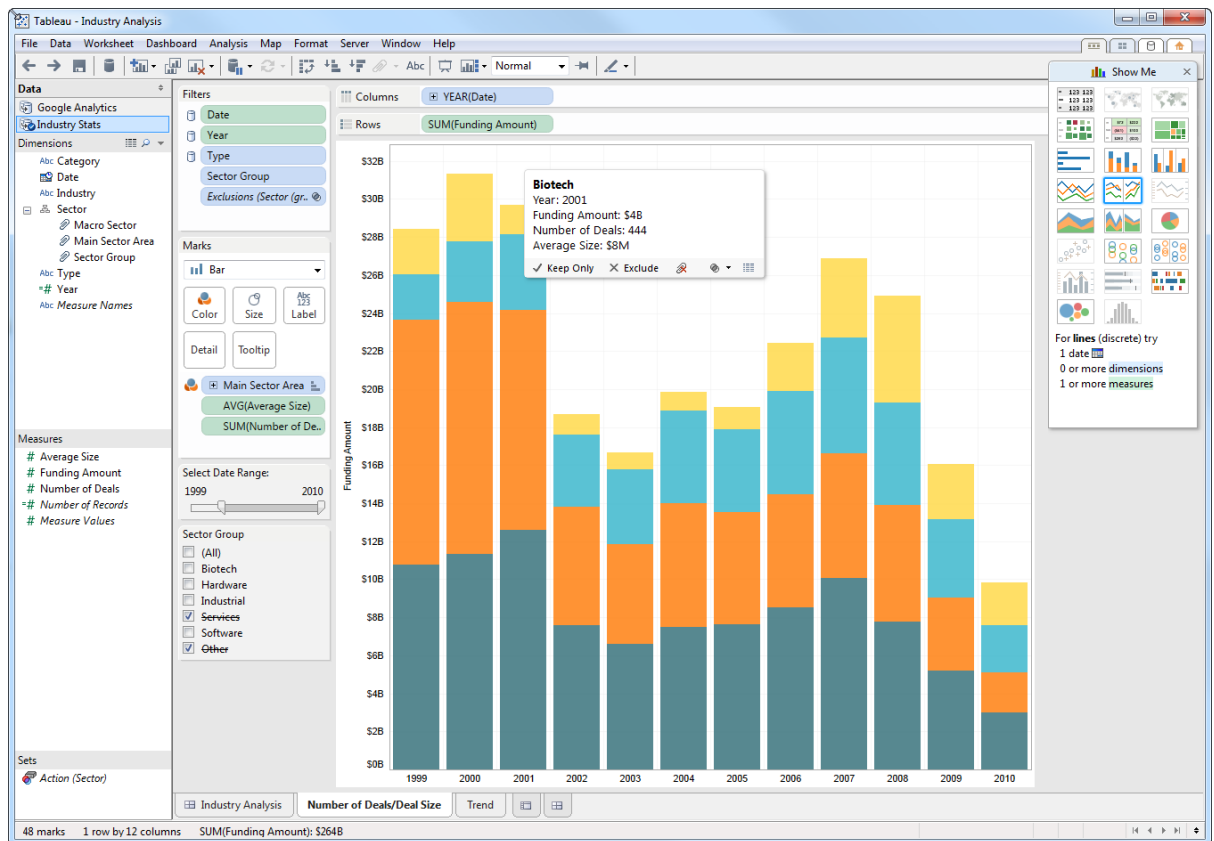 Tableau - Industry Analysis
File Data Worksheet Dashboard Analysis Map Format Server Window Help
Abc
Normal
Data
Google Analytics
Industry Stats
Dimensions
Abc Category
Date
Abc Industry
Sector
Macro Sector
Main Sector Area
Sector Group
Abc Type
=# Year
Abc Measure Names
Measures
# Average Size
# Funding Amount
# Number of Deals
=# Number of Records
# Measure Values
Sets
Action (Sector)
Filters
Date
Year
Type
Sector Group
Exclusions (Sector (gr..
Marks
Bar
Color
Size
Abc
123
Label
Detail
Tooltip
Main Sector Area
AVG(Average Size)
SUM(Number of De..
Select Date Range:
1999 2010
Sector Group
(All)
Biotech
Hardware
Industrial
Services
Software
Other
Columns YEAR(Date)
Rows SUM(Funding Amount)
Funding Amount
$32B
$30B
$28B
$26B
$24B
$22B
$20B
$18B
$16B
$14B
$12B
$10B
$8B
$6B
$4B
$2B
$0B
Biotech
Year: 2001
Funding Amount: $4B
Number of Deals: 444
Average Size: $8M
Keep Only Exclude
1999 2000 2001 2002 2003 2004 2005 2006 2007 2008 2009 2010
Show Me
123 123
123 123
123 123
For lines (discrete) try
1 date
0 or more dimensions
1 or more measures
Industry Analysis Number of Deals/Deal Size Trend
48 marks 1 row by 12 columns SUM(Funding Amount): $264B